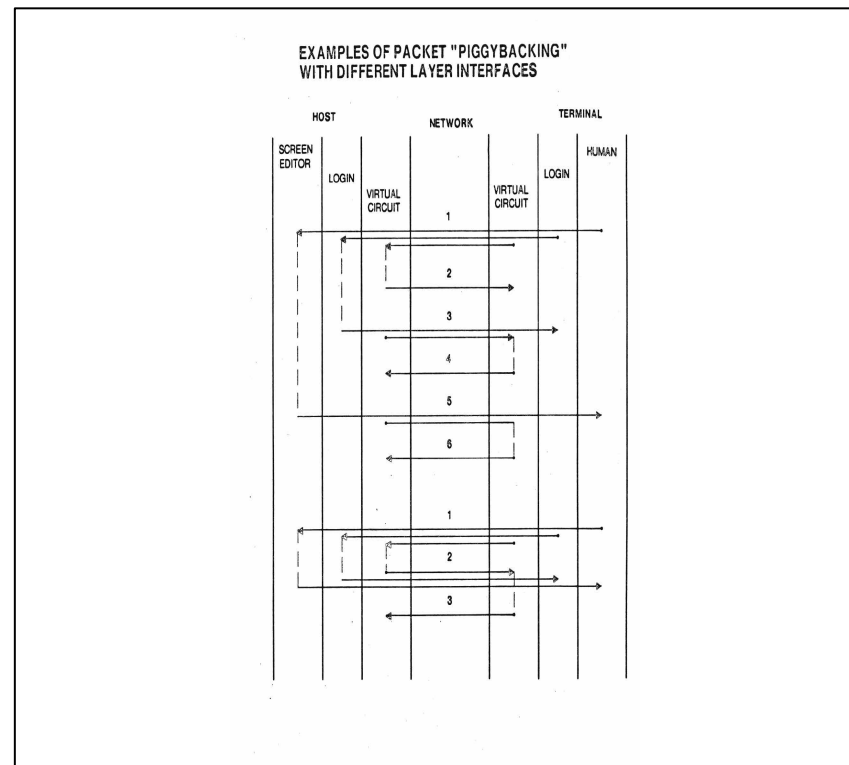 EXAMPLES OF PACKET "PIGGYBACKING"
WITH DIFFERENT LAYER INTERFACES
HOST
NETWORK
TERMINAL
SCREEN
EDITOR
LOGIN
VIRTUAL
CIRCUIT
VIRTUAL
CIRCUIT
LOGIN
HUMAN
1
2
3
4
5
6
1
2
3